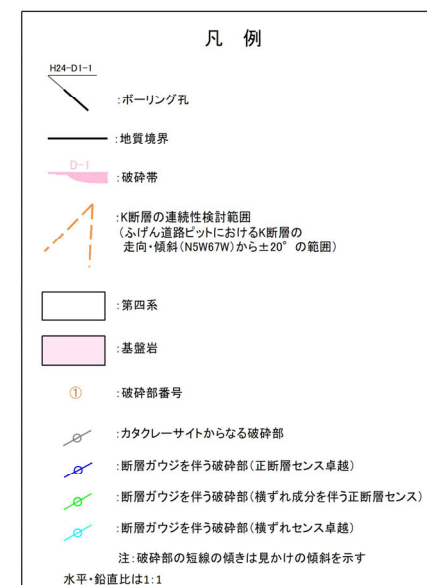 凡 例
H24-D1-1
:ボーリング孔
:地質境界
D-1
:破砕帯
:K断層の連続性検討範囲
(ふげん道路ピットにおけるK断層の
走向・傾斜(N5W67W)から±20°の範囲)
:第四系
:基盤岩
①
:破砕部番号
:カタクレーサイトからなる破砕部
:断層ガウジを伴う破砕部(正断層センス卓越)
:断層ガウジを伴う破砕部(横ずれ成分を伴う正断層センス)
:断層ガウジを伴う破砕部(横ずれセンス卓越)
注:破砕部の短線の傾きは見かけの傾斜を示す
水平・鉛直比は1:1